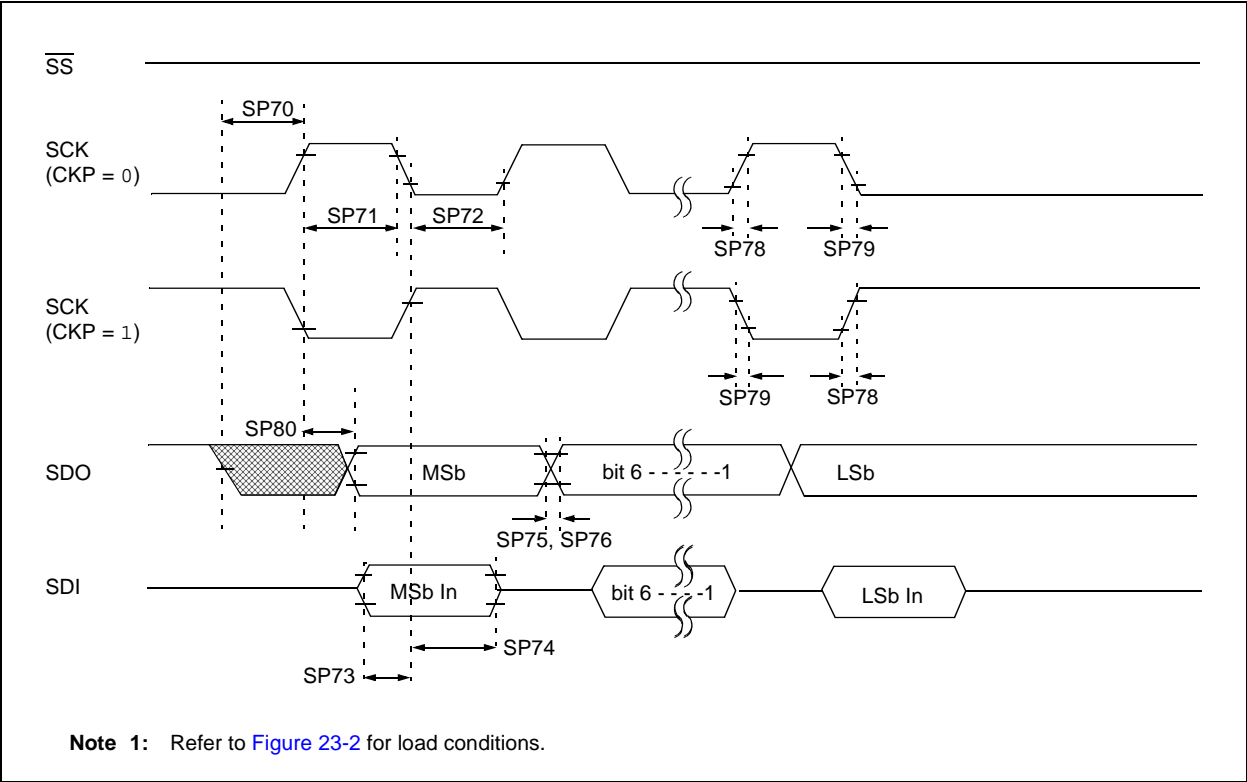 SS
SP70
SCK
(CKP = 0)
SP71
SP72
SP78
SP79
SCK
(CKP = 1)
SP79
SP78
SP80
SDO
MSb
bit 6 - - - - - -1
LSb
SP75, SP76
SDI
MSb In
bit 6 - - - -1
LSb In
SP74
SP73
Note 1: Refer to Figure 23-2 for load conditions.